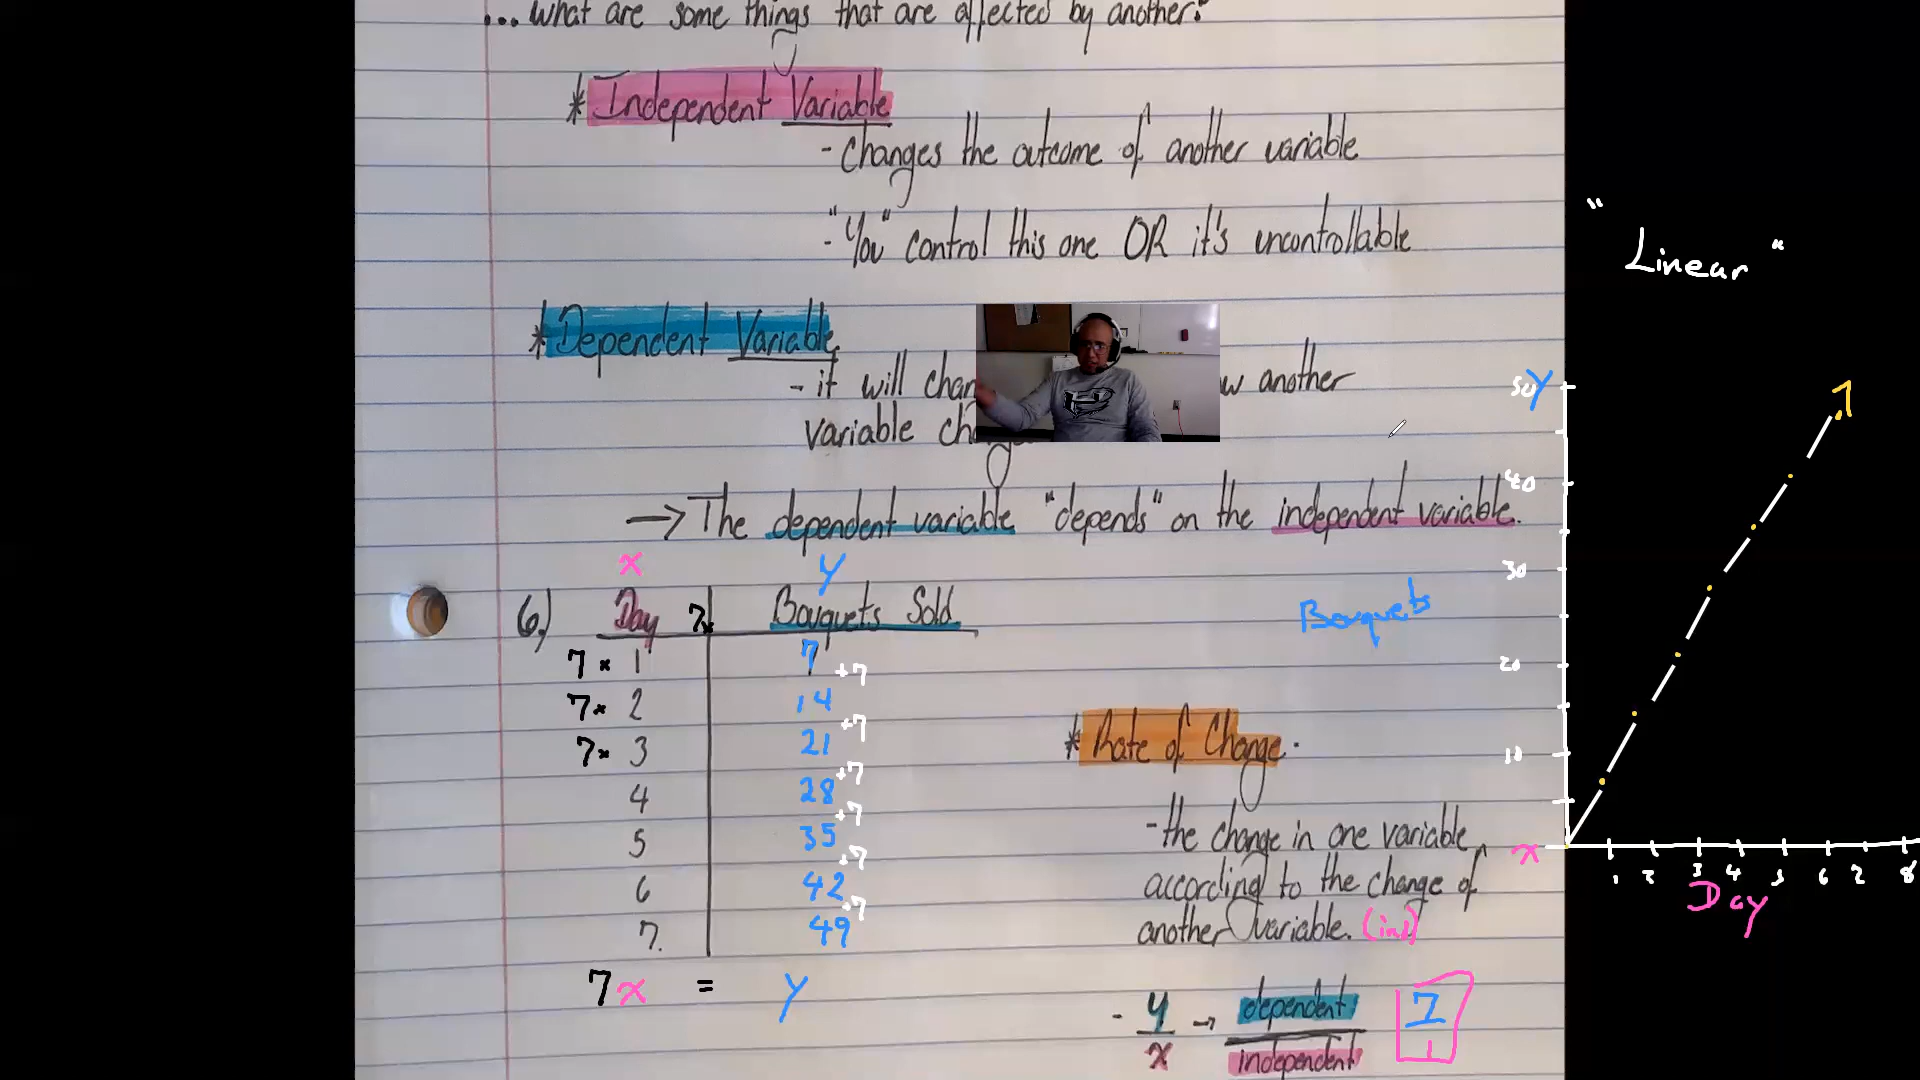 ...what are some things that are affected by another?
* Independent Variable
- Changes the outcome of another variable
- "You" control this one OR it's uncontrollable
"Linear"
* Dependent Variable
- it will chan w another
variable chang
→ The dependent variable "depends" on the independent variable.
x y
6.) Day 7x Bouquets Sold
7 × 1 7 +7
7 × 2 14 +7
7 × 3 21 +7
4 28 +7
5 35 +7
6 42 +7
7. 49
7x = y
* Rate of Change.
- the change in one variable
according to the change of
another variable. (in)
- y/x → dependent/independent 7/1
50 y
40
30
Bouquets
20
10
x
1 2 3 4 5 6 7 8
Day